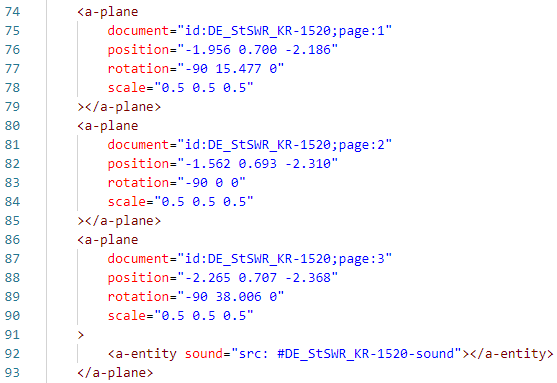 74 <a-plane
75 document="id:DE_StSWR_KR-1520;page:1"
76 position="-1.956 0.700 -2.186"
77 rotation="-90 15.477 0"
78 scale="0.5 0.5 0.5"
79 ></a-plane>
80 <a-plane
81 document="id:DE_StSWR_KR-1520;page:2"
82 position="-1.562 0.693 -2.310"
83 rotation="-90 0 0"
84 scale="0.5 0.5 0.5"
85 ></a-plane>
86 <a-plane
87 document="id:DE_StSWR_KR-1520;page:3"
88 position="-2.265 0.707 -2.368"
89 rotation="-90 38.006 0"
90 scale="0.5 0.5 0.5"
91 >
92 <a-entity sound="src: #DE_StSWR_KR-1520-sound"></a-entity>
93 </a-plane>